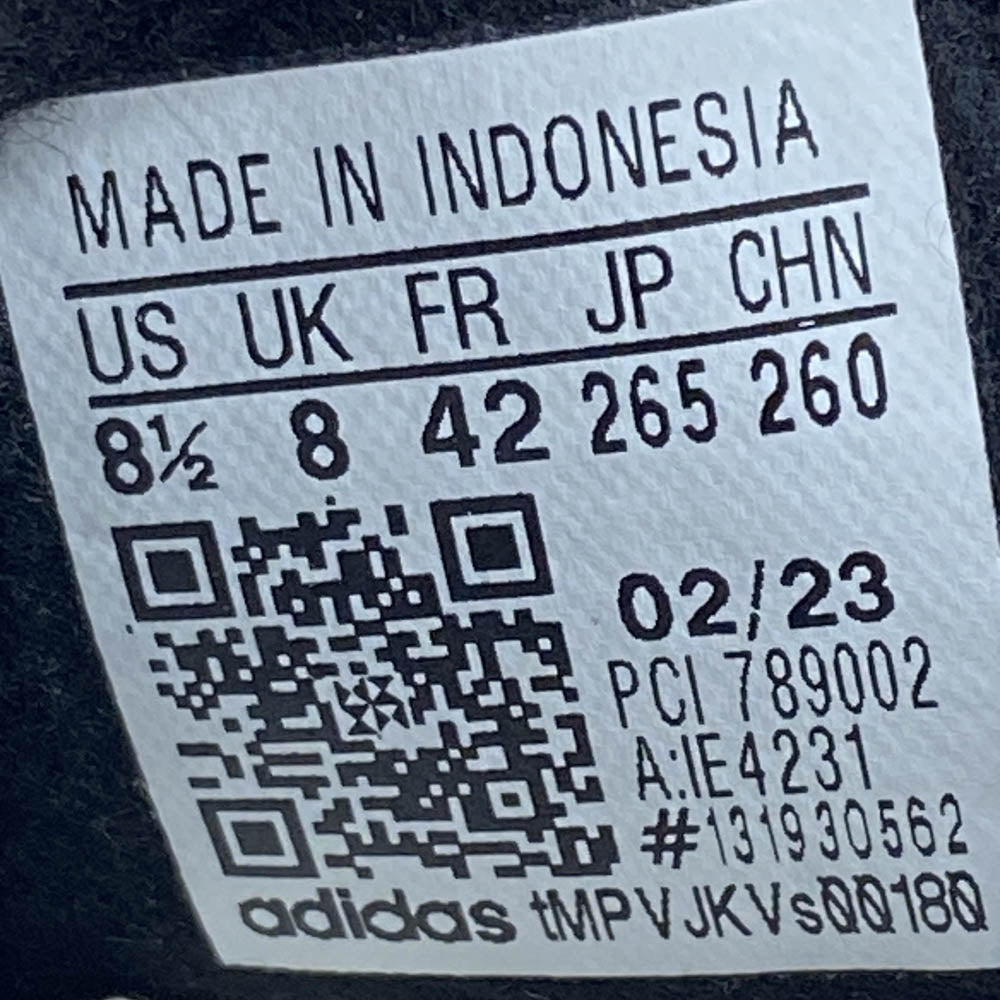 MADE IN INDONESIA
US UK FR JP CHN
8½ 8 42 265 260
02/23
PCI 789002
A:IE4231
#131930562
adidas tMPVJKVs00180